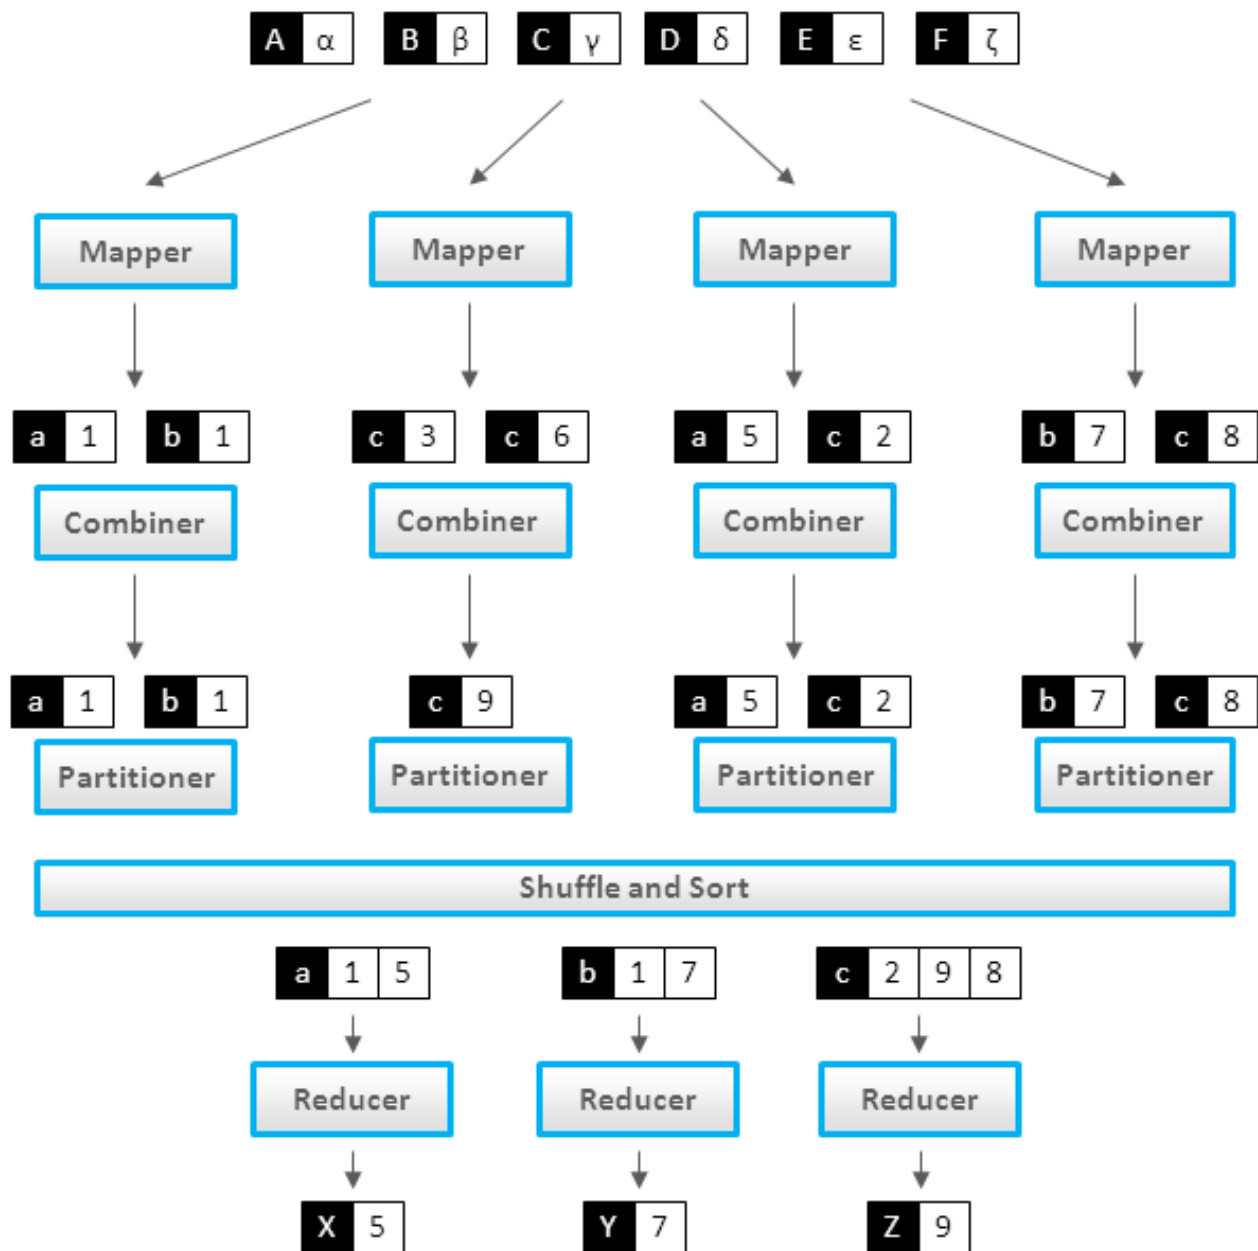 A α B β C γ D δ E ε F ζ
Mapper Mapper Mapper Mapper
a 1 b 1 c 3 c 6 a 5 c 2 b 7 c 8
Combiner Combiner Combiner Combiner
a 1 b 1 c 9 a 5 c 2 b 7 c 8
Partitioner Partitioner Partitioner Partitioner
Shuffle and Sort
a 1 5 b 1 7 c 2 9 8
Reducer Reducer Reducer
X 5 Y 7 Z 9